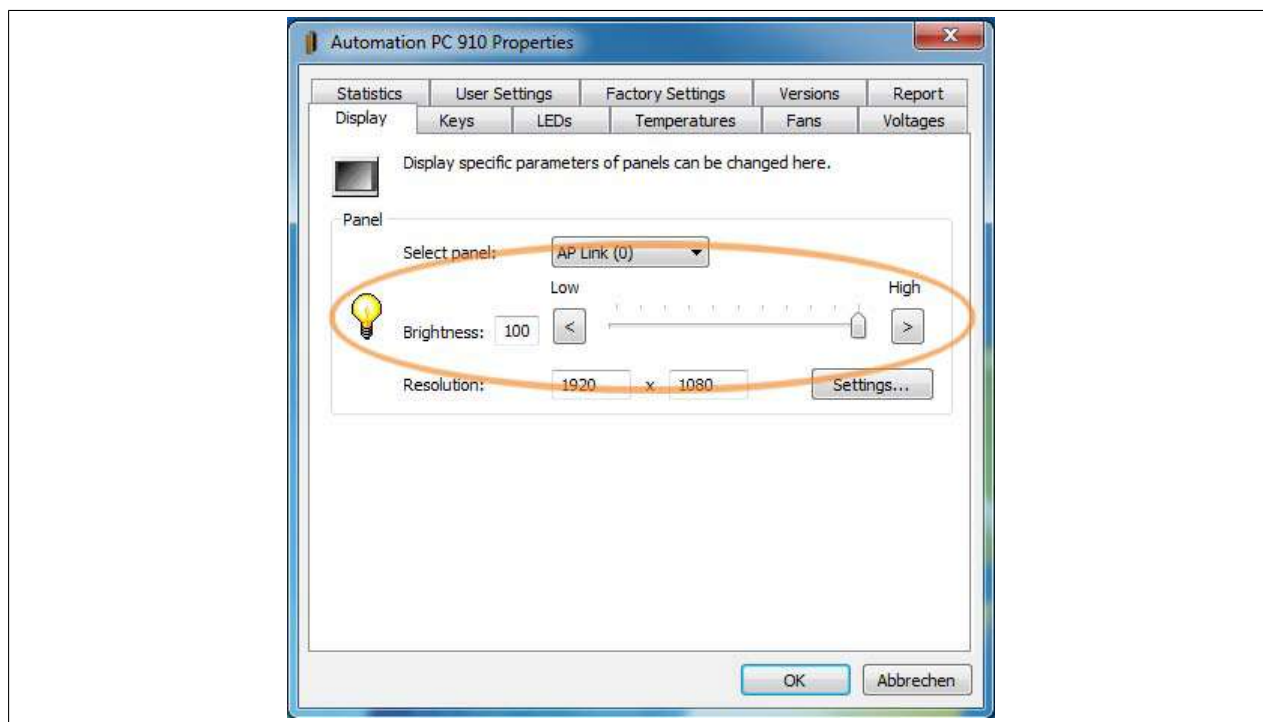 Automation PC 910 Properties
Statistics User Settings Factory Settings Versions Report
Display Keys LEDs Temperatures Fans Voltages
Display specific parameters of panels can be changed here.
Panel
Select panel: AP Link (0)
Low High
Brightness: 100 < >
Resolution: 1920 x 1080 Settings...
OK Abbrechen